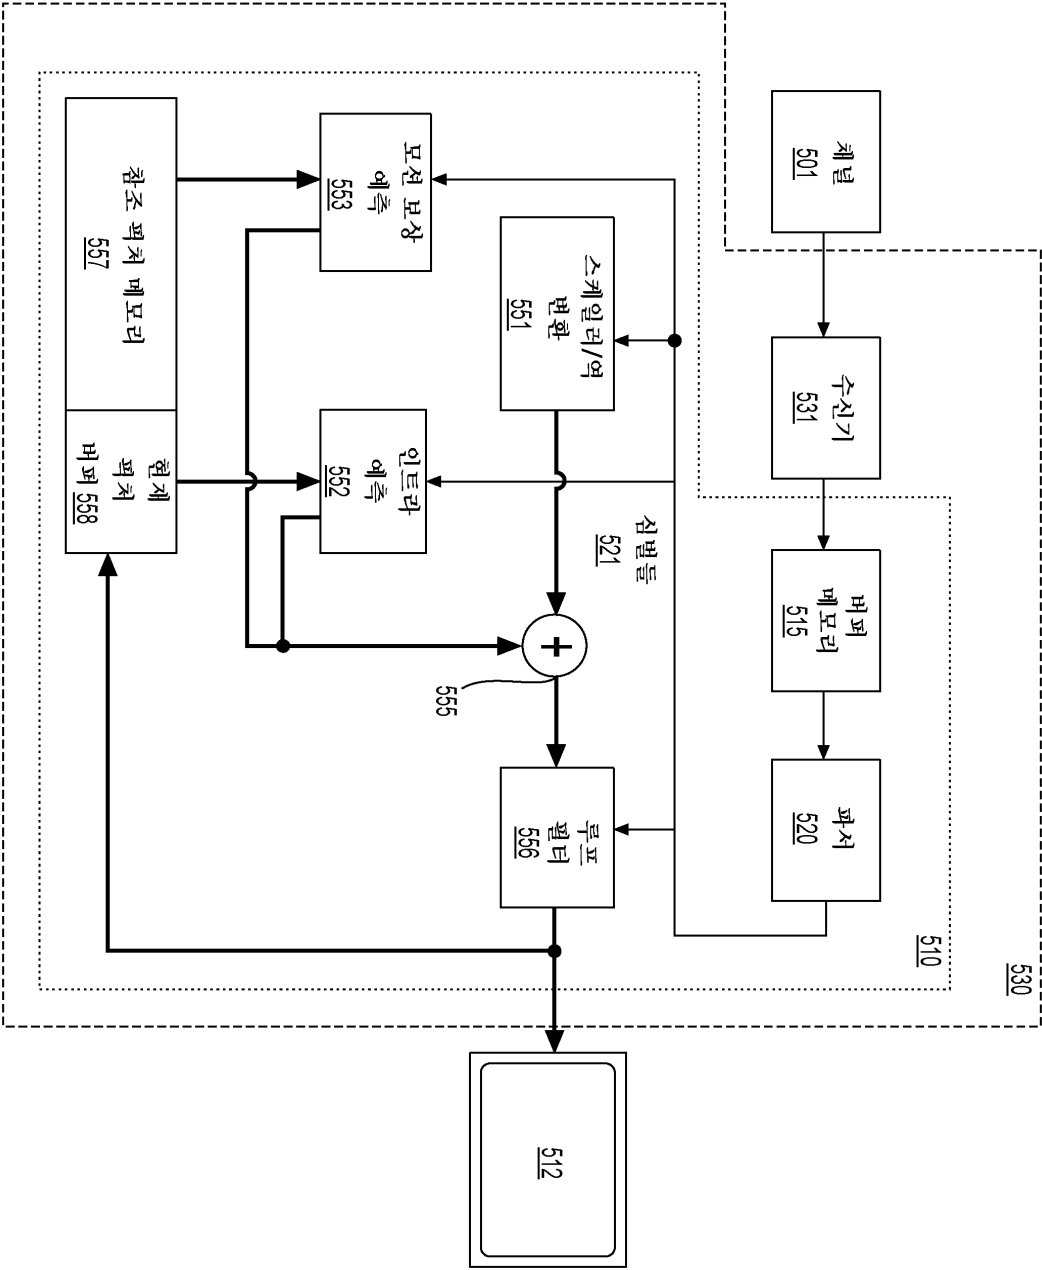 530
510
채널
501
수신기
531
버퍼
메모리
515
파서
520
심벌들
521
스케일러/역
변환
551
555
루프
필터
556
512
모션 보상
예측
553
인트라
예측
552
참조 픽처 메모리
557
현재
픽처
버퍼 558